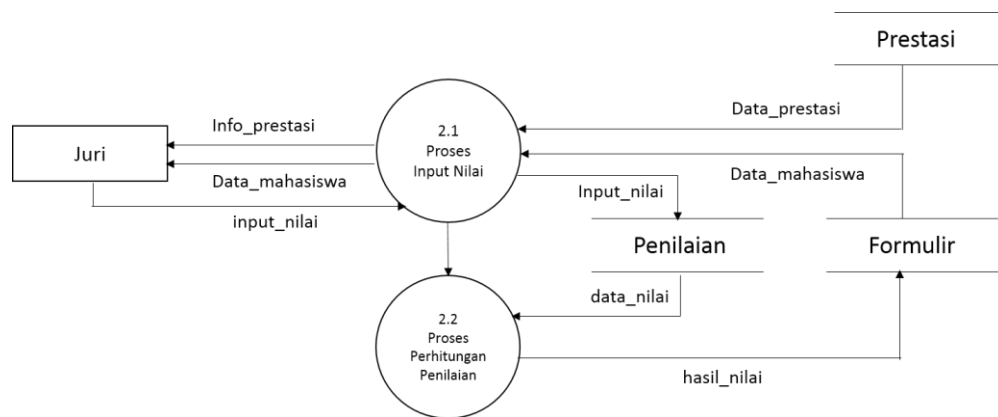 Prestasi
Data_prestasi
Info_prestasi
2.1
Proses
Input Nilai
Juri
Data_mahasiswa
Data_mahasiswa
Input_nilai
input_nilai
Penilaian
Formulir
data_nilai
2.2
Proses
Perhitungan
Penilaian
hasil_nilai